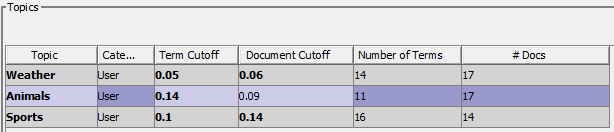 Topics
Topic Cate... Term Cutoff Document Cutoff Number of Terms # Docs
Weather User 0.05 0.06 14 17
Animals User 0.14 0.09 11 17
Sports User 0.1 0.14 16 14